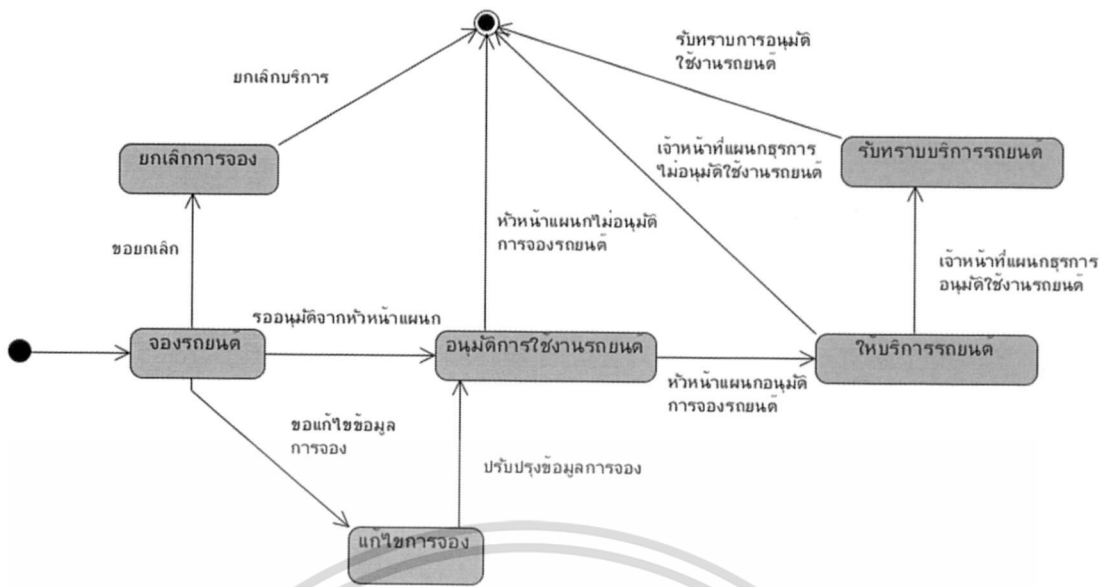 รับทราบการอนุมัติ
ใช้งานรถยนต์
ยกเลิกบริการ
ยกเลิกการจอง
เจ้าหน้าที่แผนกธุรการ
ไม่อนุมัติใช้งานรถยนต์
รับทราบบริการรถยนต์
หัวหน้าแผนกไม่อนุมัติ
การจองรถยนต์
ขอยกเลิก
เจ้าหน้าที่แผนกธุรการ
อนุมัติใช้งานรถยนต์
รออนุมัติจากหัวหน้าแผนก
จองรถยนต์
อนุมัติการใช้งานรถยนต์
ให้บริการรถยนต์
หัวหน้าแผนกอนุมัติ
การจองรถยนต์
ขอแก้ไขข้อมูล
การจอง
ปรับปรุงข้อมูลการจอง
แก้ไขการจอง